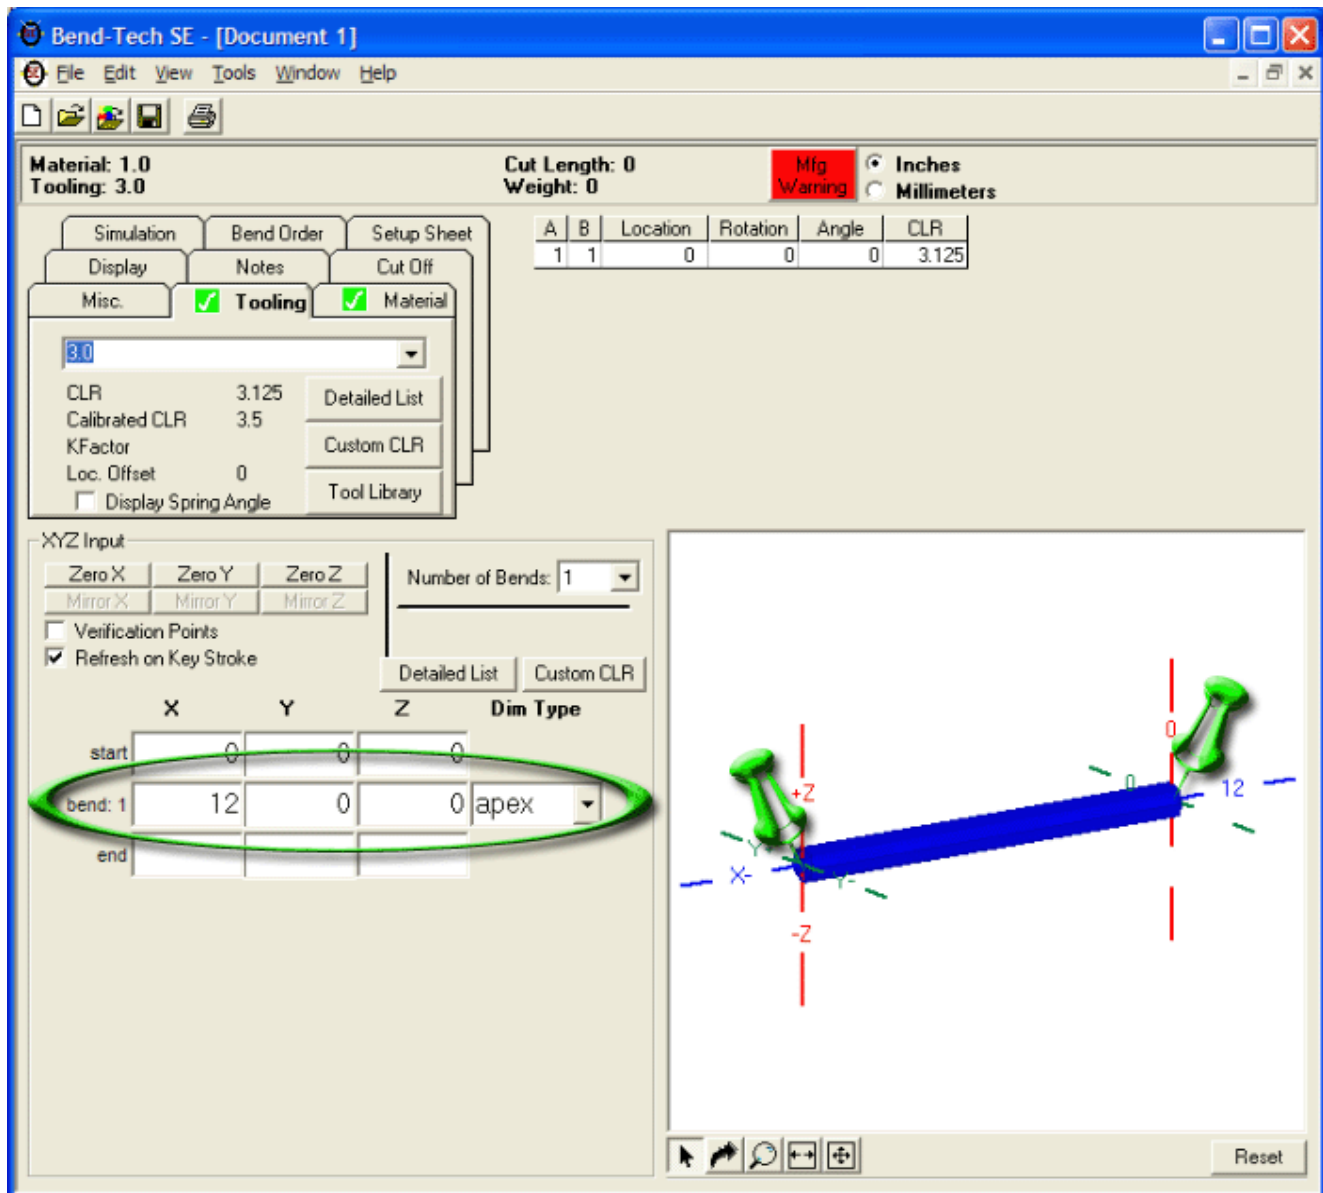 Bend-Tech SE - [Document 1]
File Edit View Tools Window Help
Material: 1.0
Tooling: 3.0
Cut Length: 0
Weight: 0
Mfg
Warning
Inches
Millimeters
Simulation Bend Order Setup Sheet
Display Notes Cut Off
Misc. Tooling Material
3.0
CLR 3.125
Calibrated CLR 3.5
KFactor
Loc. Offset 0
Display Spring Angle
Detailed List
Custom CLR
Tool Library
A B Location Rotation Angle CLR
1 1 0 0 0 3.125
XYZ Input
Zero X Zero Y Zero Z
Mirror X Mirror Y Mirror Z
Verification Points
Refresh on Key Stroke
Number of Bends: 1
Detailed List Custom CLR
X Y Z Dim Type
start 0 0 0
bend: 1 12 0 0 apex
end
0
+Z 0 12
Y+
X- Y-
-Z
Reset